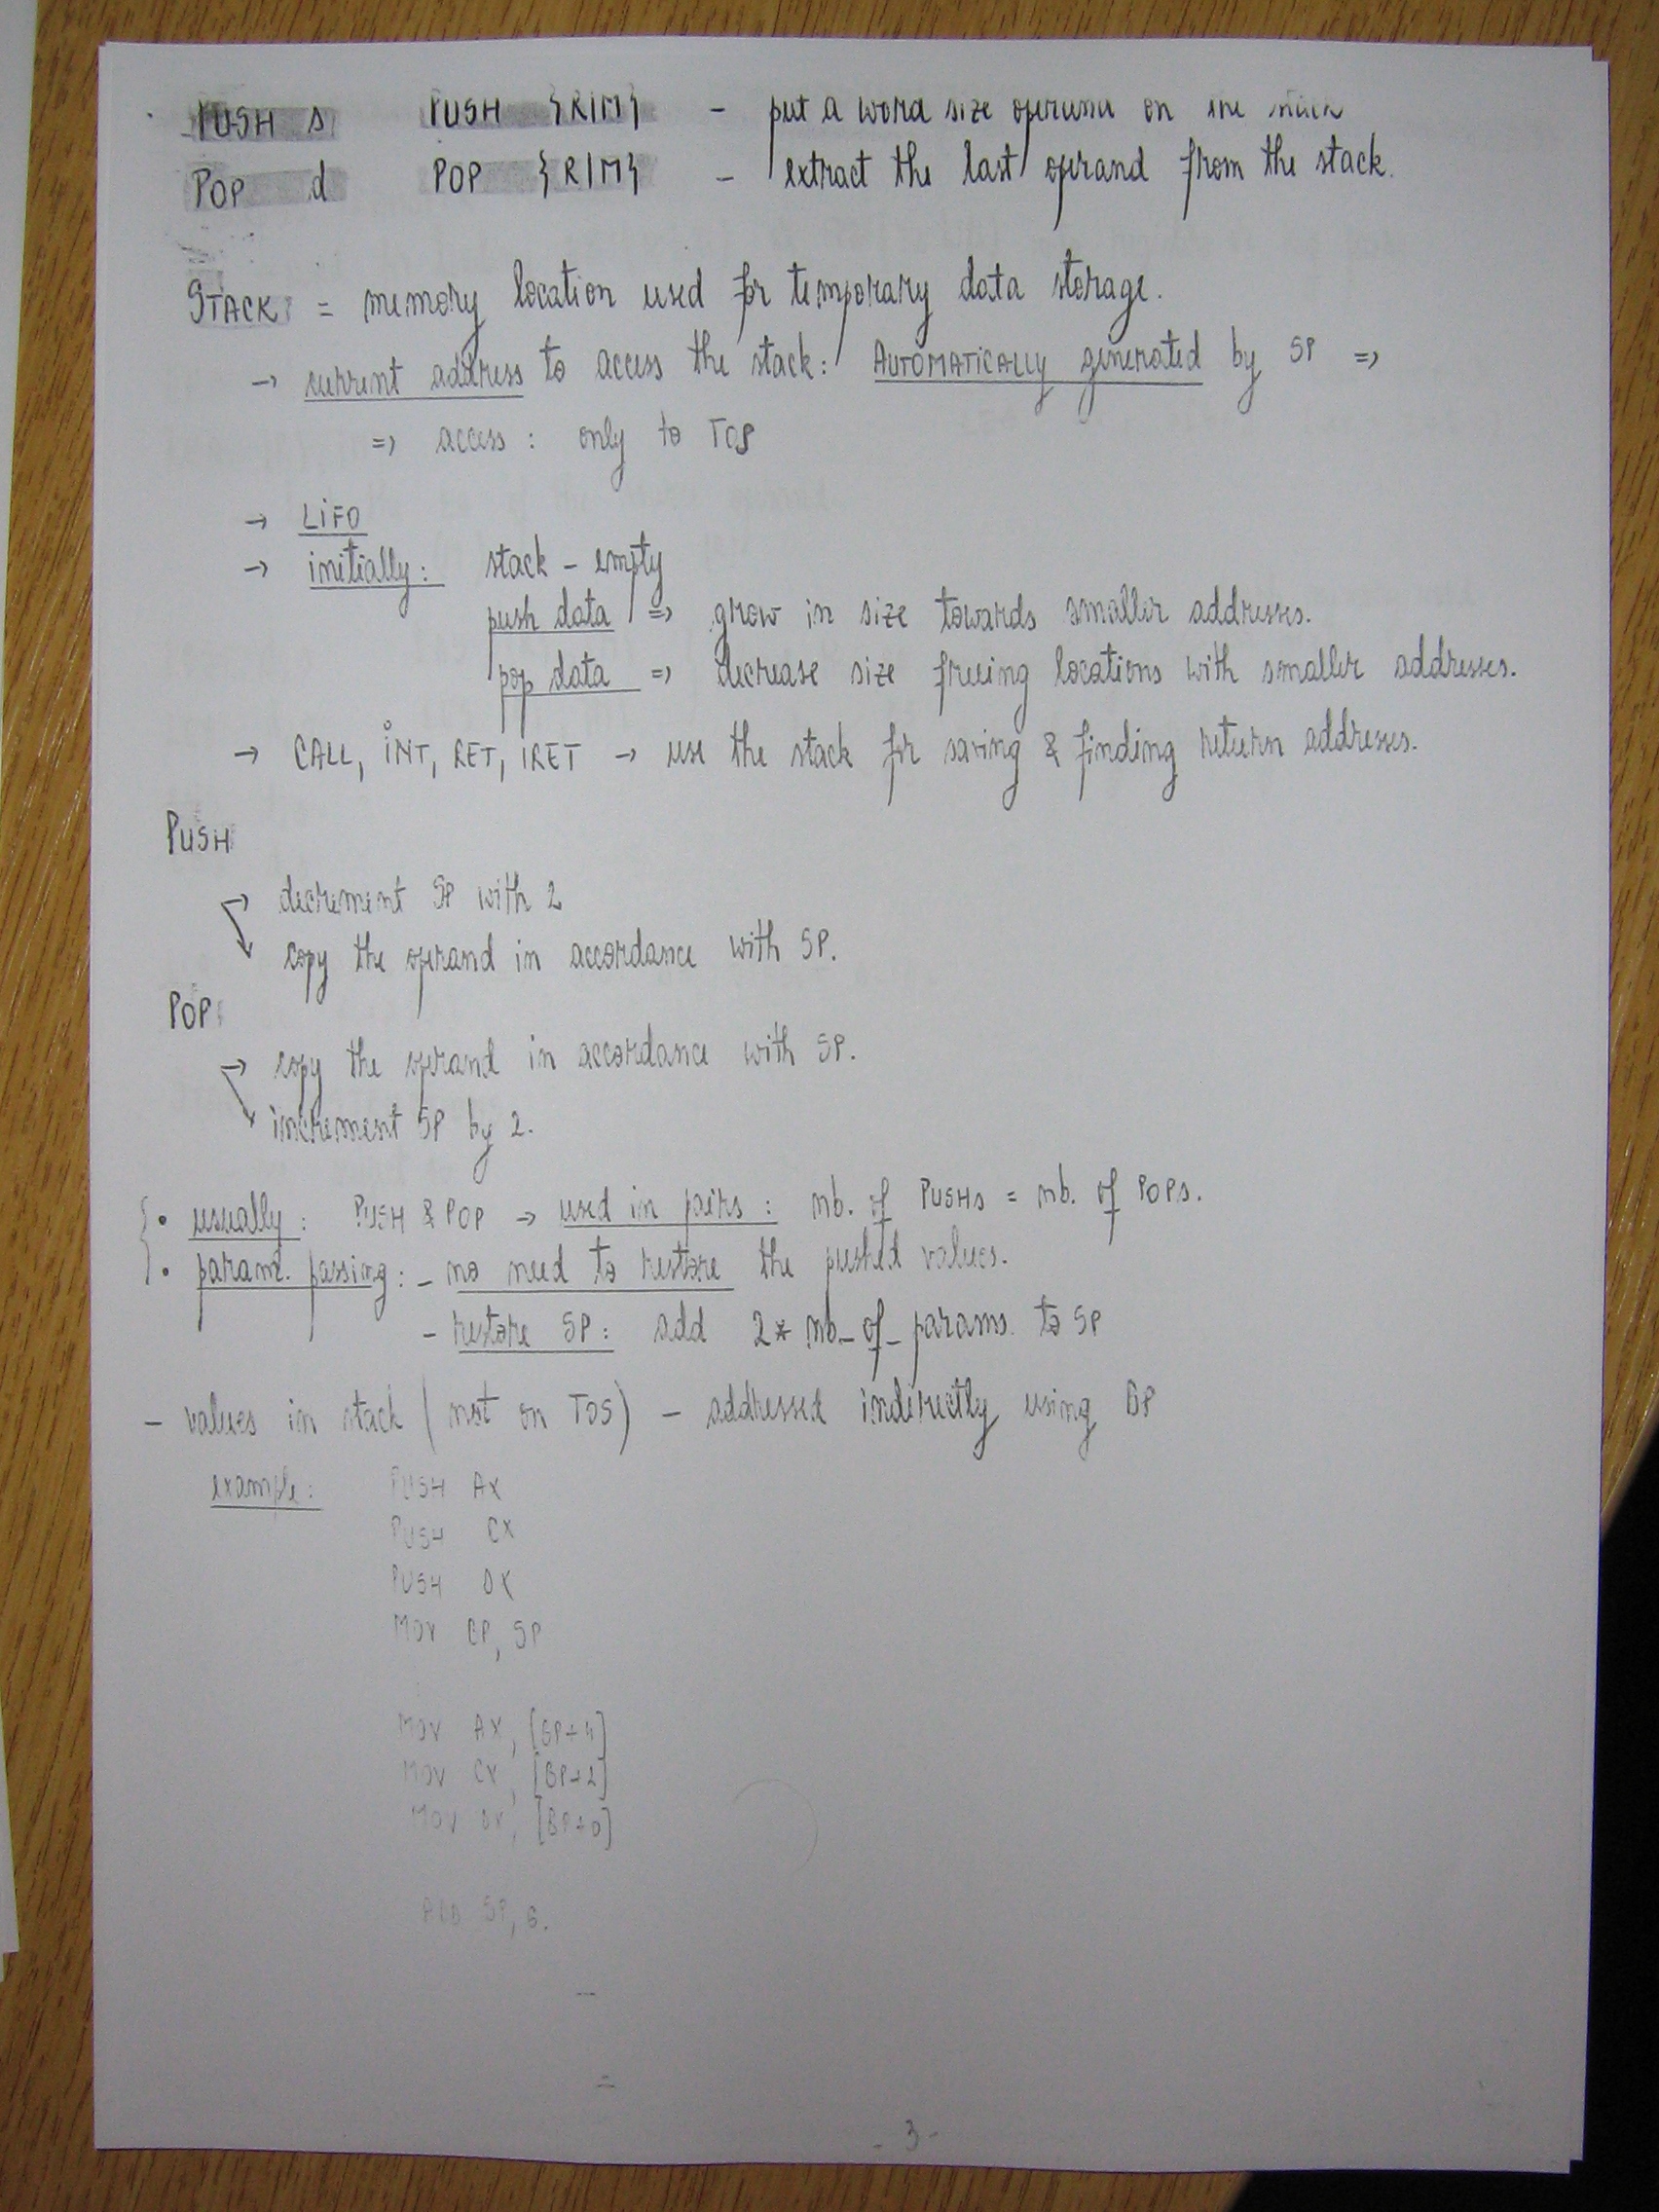 PUSH s PUSH {R|M} - put a word size operand on the stack
POP d POP {R|M} - extract the last operand from the stack.
STACK = memory location used for temporary data storage.
→ current address to access the stack: AUTOMATICALLY generated by SP =>
=> access: only to TOS
→ LIFO
→ initially: stack - empty
push data => grow in size towards smaller addresses.
pop data => decrease size freeing locations with smaller addresses.
→ CALL, INT, RET, IRET → use the stack for saving & finding return addresses.
PUSH
→ decrement SP with 2
copy the operand in accordance with SP.
POP
→ copy the operand in accordance with SP.
increment SP by 2.
• usually: PUSH & POP → used in pairs: nb. of PUSHs = nb. of POPs.
• param. passing: - no need to restore the pushed values.
- restore SP: add 2* nb_of_params. to SP
- values in stack (not on TOS) - addressed indirectly using BP
example: PUSH AX
PUSH CX
PUSH DX
MOV BP, SP
MOV AX, [BP+4]
MOV CX, [BP+2]
MOV DX, [BP+0]
ADD SP, 6.
- 3 -